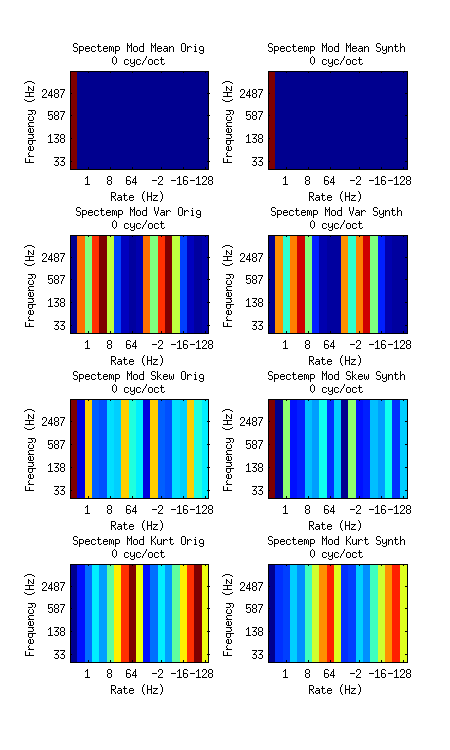 Spectemp Mod Mean Orig
0 cyc/oct
Frequency (Hz)
2487
587
138
33
1 8 64 -2 -16 -128
Rate (Hz)
Spectemp Mod Mean Synth
0 cyc/oct
Frequency (Hz)
2487
587
138
33
1 8 64 -2 -16 -128
Rate (Hz)
Spectemp Mod Var Orig
0 cyc/oct
Frequency (Hz)
2487
587
138
33
1 8 64 -2 -16 -128
Rate (Hz)
Spectemp Mod Var Synth
0 cyc/oct
Frequency (Hz)
2487
587
138
33
1 8 64 -2 -16 -128
Rate (Hz)
Spectemp Mod Skew Orig
0 cyc/oct
Frequency (Hz)
2487
587
138
33
1 8 64 -2 -16 -128
Rate (Hz)
Spectemp Mod Skew Synth
0 cyc/oct
Frequency (Hz)
2487
587
138
33
1 8 64 -2 -16 -128
Rate (Hz)
Spectemp Mod Kurt Orig
0 cyc/oct
Frequency (Hz)
2487
587
138
33
1 8 64 -2 -16 -128
Rate (Hz)
Spectemp Mod Kurt Synth
0 cyc/oct
Frequency (Hz)
2487
587
138
33
1 8 64 -2 -16 -128
Rate (Hz)